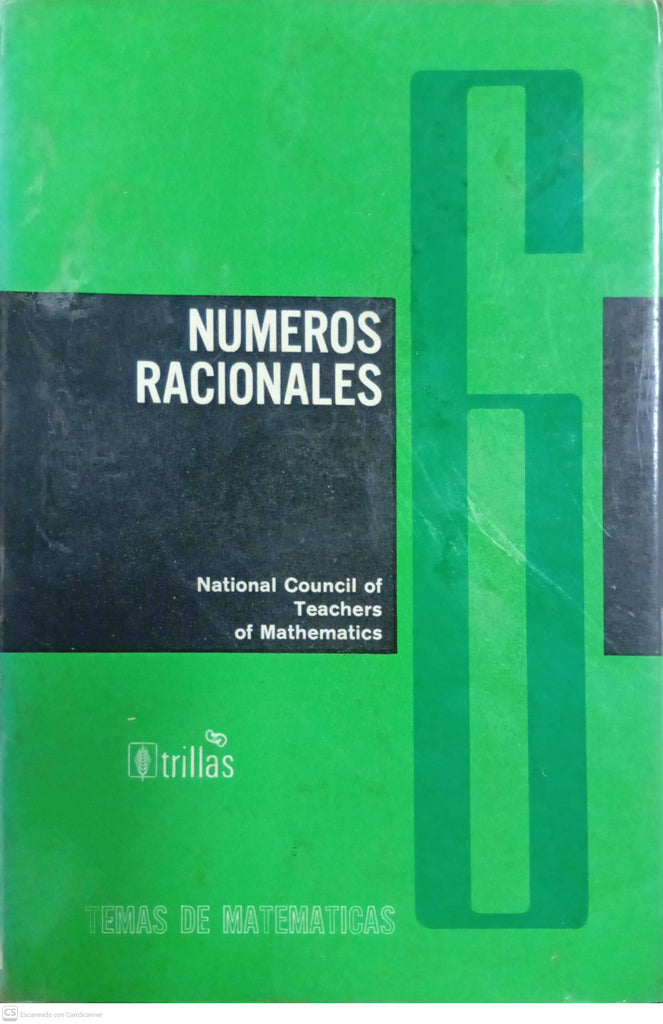 6
NUMEROS
RACIONALES
National Council of
Teachers
of Mathematics
trillas
TEMAS DE MATEMATICAS
CS Escaneado con CamScanner